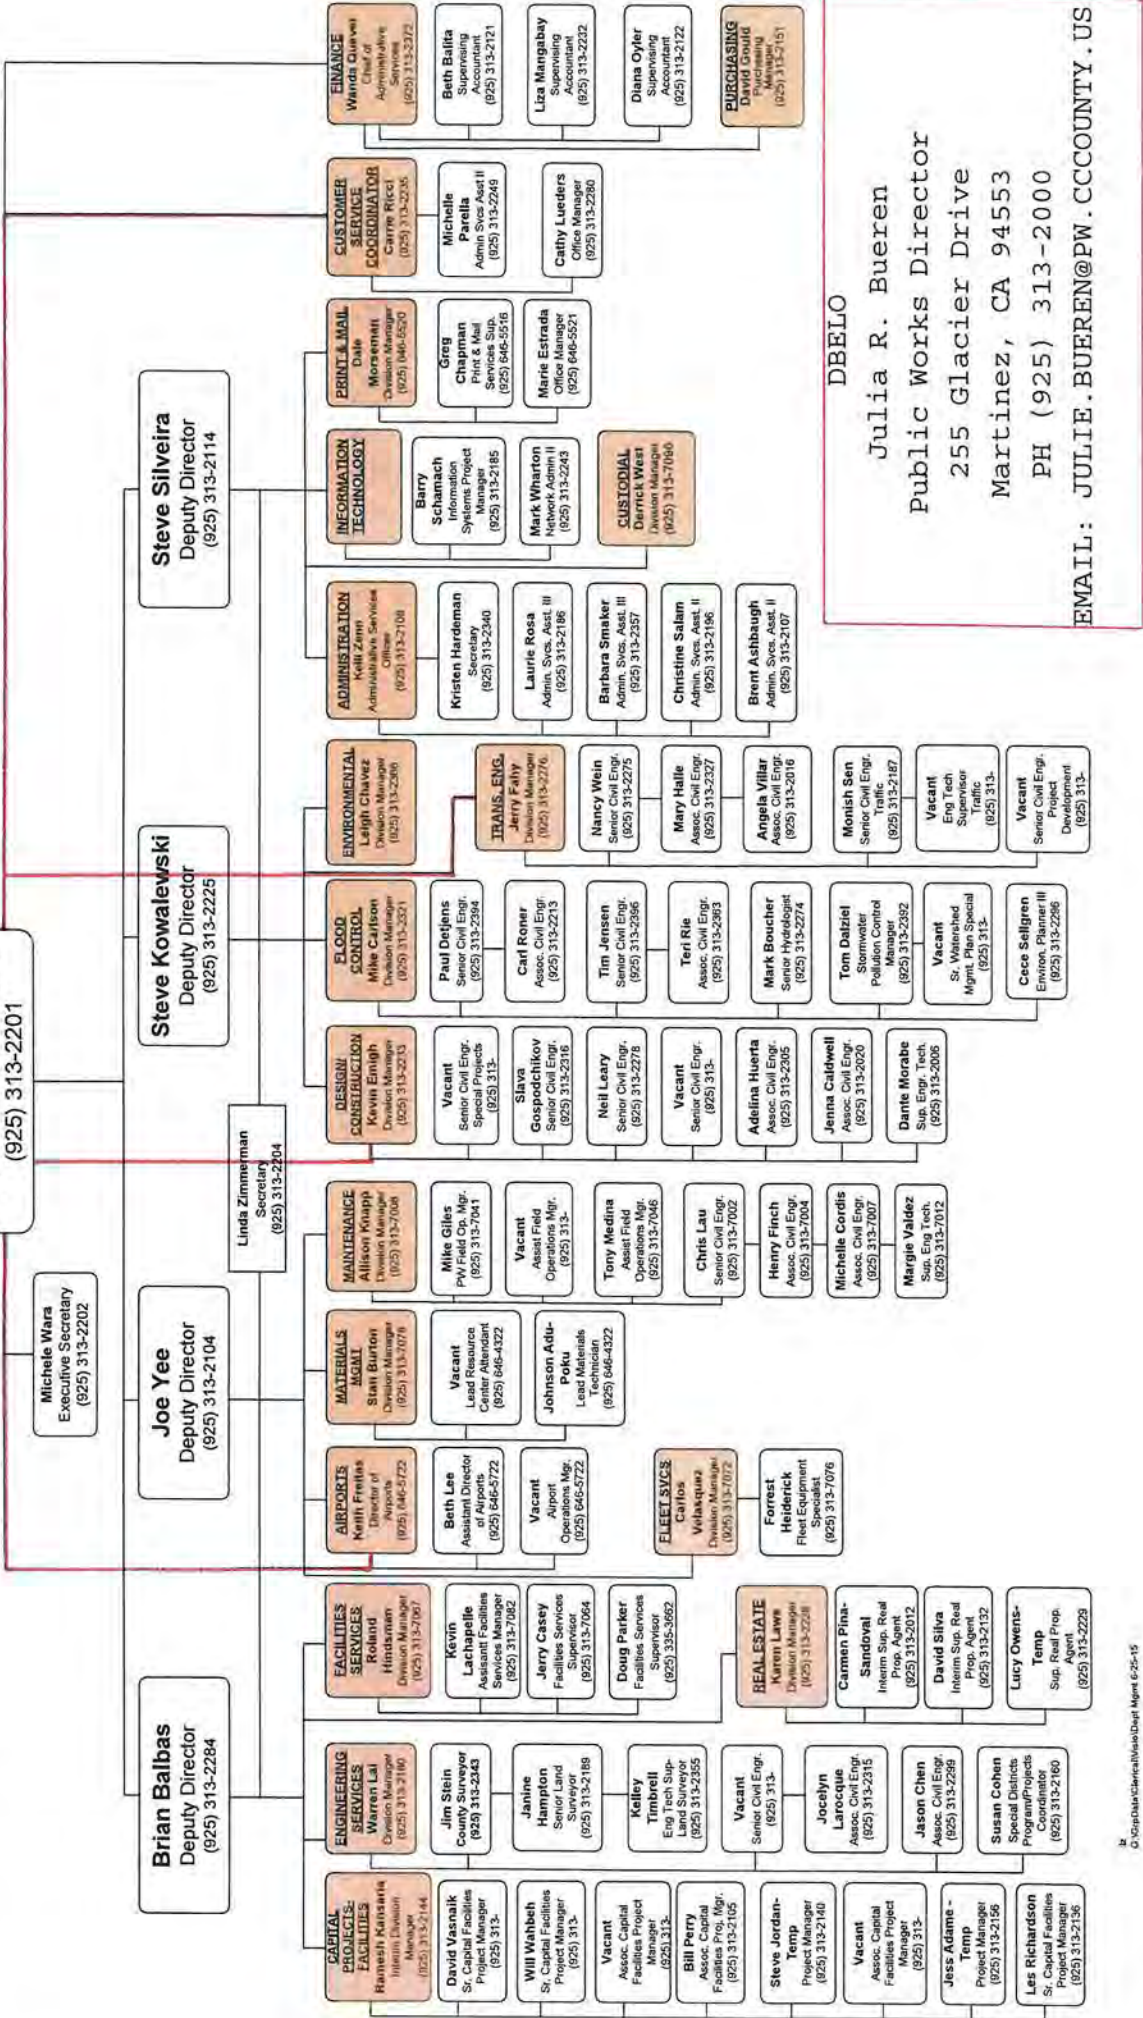 (925) 313-2201
Michele Wara
Executive Secretary
(925) 313-2202
Brian Balbas
Deputy Director
(925) 313-2284
Joe Yee
Deputy Director
(925) 313-2104
Steve Kowalewski
Deputy Director
(925) 313-2225
Steve Silveira
Deputy Director
(925) 313-2114
Linda Zimmerman
Secretary
(925) 313-2204
CAPITAL
PROJECTS-
FACILITIES
Ramesh Kansaria
Interim Division
Manager
(925) 313-2144
David Vasnaik
Sr. Capital Facilities
Project Manager
(925) 313-
Will Wahbeh
Sr. Capital Facilities
Project Manager
(925) 313-
Vacant
Assoc. Capital
Facilities Project
Manager
(925) 313-
Bill Perry
Assoc. Capital
Facilities Proj. Mgr.
(925) 313-2105
Steve Jordan-
Temp
Project Manager
(925) 313-2140
Vacant
Assoc. Capital
Facilities Project
Manager
(925) 313-
Jess Adame -
Temp
Project Manager
(925) 313-2156
Les Richardson
Sr. Capital Facilities
Project Manager
(925) 313-2136
ENGINEERING
SERVICES
Warren Lai
Division Manager
(925) 313-2180
Jim Stein
County Surveyor
(925) 313-2343
Janine
Hampton
Senior Land
Surveyor
(925) 313-2189
Kelley
Timbrell
Eng Tech Sup-
Land Surveyor
(925) 313-2355
Vacant
Senior Civil Engr.
(925) 313-
Jocelyn
Larocque
Assoc. Civil Engr.
(925) 313-2315
Jason Chen
Assoc. Civil Engr.
(925) 313-2299
Susan Cohen
Special Districts
Program/Projects
Coordinator
(925) 313-2160
FACILITIES
SERVICES
Roland
Hindsman
Division Manager
(925) 313-7067
Kevin
Lachapelle
Assisantl Facilities
Services Manager
(925) 313-7082
Jerry Casey
Facilities Services
Supervisor
(925) 313-7064
Doug Parker
Facilities Services
Supervisor
(925) 335-3662
REAL ESTATE
Karen Laws
Division Manager
(925) 313-2228
Carmen Pina-
Sandoval
Interim Sup. Real
Prop. Agent
(925) 313-2012
David Silva
Interim Sup. Real
Prop. Agent
(925) 313-2132
Lucy Owens-
Temp
Sup. Real Prop.
Agent
(925) 313-2229
AIRPORTS
Keith Freitas
Director of
Airports
(925) 646-5722
Beth Lee
Assistant Director
of Airports
(925) 646-5722
Vacant
Airport
Operations Mgr.
(925) 646-5722
FLEET SVCS
Carlos
Velasquez
Division Manager
(925) 313-7072
Forrest
Heiderick
Fleet Equipment
Specialist
(925) 313-7076
MATERIALS
MGMT
Stan Burton
Division Manager
(925) 313-7078
Vacant
Lead Resource
Center Attendant
(925) 646-4322
Johnson Adu-
Poku
Lead Materials
Technician
(925) 646-4322
MAINTENANCE
Allison Knapp
Division Manager
(925) 313-7008
Mike Giles
PW Field Op. Mgr.
(925) 313-7041
Vacant
Assist Field
Operations Mgr.
(925) 313-
Tony Medina
Assist Field
Operations Mgr.
(925) 313-7046
Chris Lau
Senior Civil Engr.
(925) 313-7002
Henry Finch
Assoc. Civil Engr.
(925) 313-7004
Michelle Cordis
Assoc. Civil Engr.
(925) 313-7007
Margie Valdez
Sup. Eng Tech.
(925) 313-7012
DESIGN/
CONSTRUCTION
Kevin Emigh
Division Manager
(925) 313-2233
Vacant
Senior Civil Engr.
Special Projects
(925) 313-
Slava
Gospodchikov
Senior Civil Engr.
(925) 313-2316
Neil Leary
Senior Civil Engr.
(925) 313-2278
Vacant
Senior Civil Engr.
(925) 313-
Adelina Huerta
Assoc. Civil Engr.
(925) 313-2305
Jenna Caldwell
Assoc. Civil Engr.
(925) 313-2020
Dante Morabe
Sup. Engr. Tech.
(925) 313-2006
FLOOD
CONTROL
Mike Carlson
Division Manager
(925) 313-2321
Paul Detjens
Senior Civil Engr.
(925) 313-2394
Carl Roner
Assoc. Civil Engr.
(925) 313-2213
Tim Jensen
Senior Civil Engr.
(925) 313-2396
Teri Rie
Assoc. Civil Engr.
(925) 313-2363
Mark Boucher
Senior Hydrologist
(925) 313-2274
Tom Dalziel
Stormwater
Pollution Control
Manager
(925) 313-2392
Vacant
Sr. Watershed
Mgmt. Plan Special
(925) 313-
Cece Sellgren
Environ. Planner III
(925) 313-2296
ENVIRONMENTAL
Leigh Chavez
Division Manager
(925) 313-2366
TRANS. ENG.
Jerry Fahy
Division Manager
(925) 313-2276
Nancy Wein
Senior Civil Engr.
(925) 313-2275
Mary Halle
Assoc. Civil Engr.
(925) 313-2327
Angela Villar
Assoc. Civil Engr.
(925) 313-2016
Monish Sen
Senior Civil Engr.
Traffic
(925) 313-2187
Vacant
Eng Tech
Supervisor
Traffic
(925) 313-
Vacant
Senior Civil Engr.
Project
Development
(925) 313-
ADMINISTRATION
Kelli Zenn
Administrative Services
Officer
(925) 313-2108
Kristen Hardeman
Secretary
(925) 313-2340
Laurie Rosa
Admin. Svcs. Asst. III
(925) 313-2186
Barbara Smaker
Admin. Svcs. Asst. III
(925) 313-2357
Christine Salam
Admin. Svcs. Asst. II
(925) 313-2196
Brent Ashbaugh
Admin. Svcs. Asst. II
(925) 313-2107
INFORMATION
TECHNOLOGY
Barry
Schamach
Information
Systems Project
Manager
(925) 313-2185
Mark Wharton
Network Admin II
(925) 313-2243
CUSTODIAL
Derrick West
Division Manager
(925) 313-7090
PRINT & MAIL
Dale
Morseman
Division Manager
(925) 646-5520
Greg
Chapman
Print & Mail
Services Sup.
(925) 646-5516
Marie Estrada
Office Manager
(925) 646-5521
CUSTOMER
SERVICE
COORDINATOR
Carrie Ricci
(925) 313-2235
Michelle
Parella
Admin Svcs Asst II
(925) 313-2249
Cathy Lueders
Office Manager
(925) 313-2280
FINANCE
Wanda Quever
Chief of
Administrative
Services
(925) 313-2372
Beth Balita
Supervising
Accountant
(925) 313-2121
Liza Mangabay
Supervising
Accountant
(925) 313-2232
Diana Oyler
Supervising
Accountant
(925) 313-2122
PURCHASING
David Gould
Purchasing
Manager
(925) 313-2151
DBELO
Julia R. Bueren
Public Works Director
255 Glacier Drive
Martinez, CA 94553
PH (925) 313-2000
EMAIL: JULIE.BUEREN@PW.CCCOUNTY.US
G:\GrpData\Clerical\Visio\Dept Mgmt 6-25-15